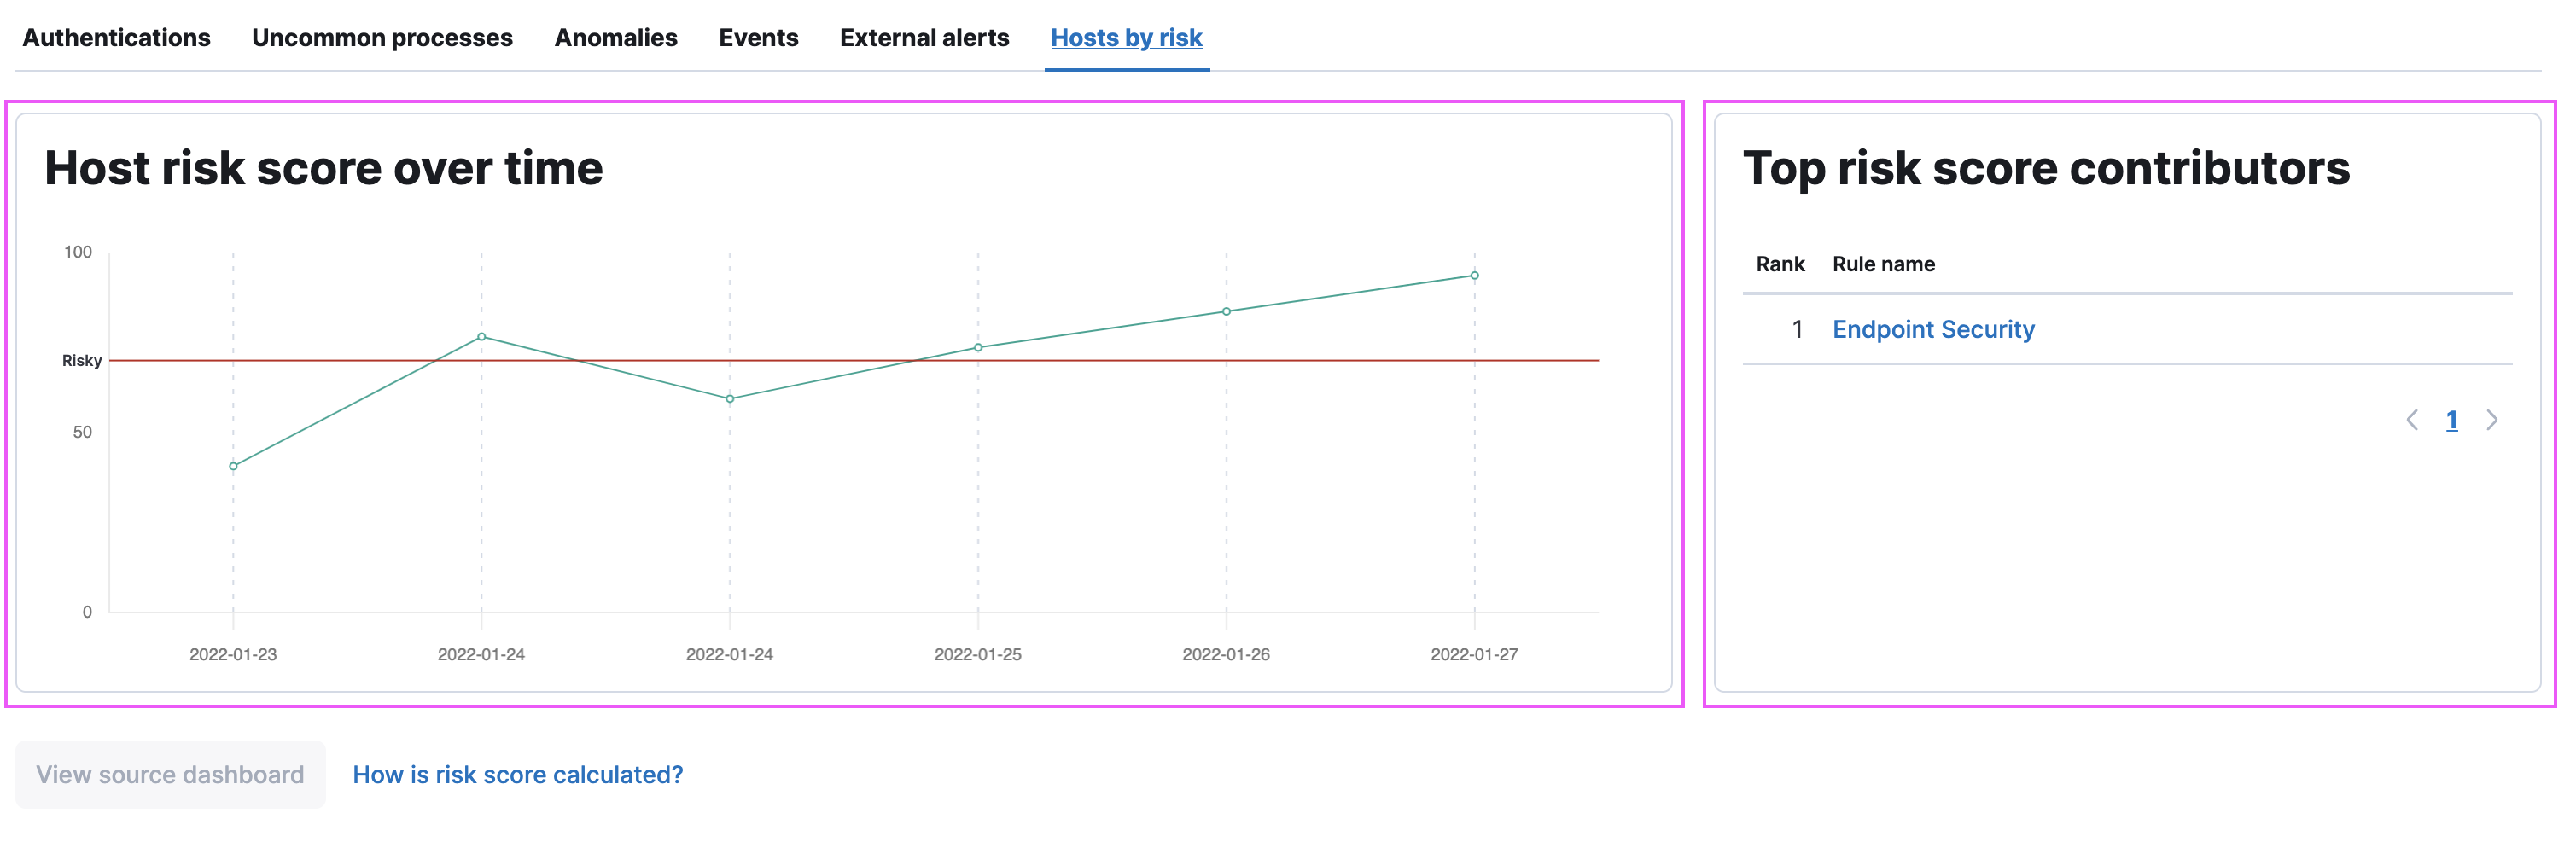 Authentications Uncommon processes Anomalies Events External alerts Hosts by risk
Host risk score over time
100
Risky
50
0
2022-01-23 2022-01-24 2022-01-24 2022-01-25 2022-01-26 2022-01-27
Top risk score contributors
Rank Rule name
1 Endpoint Security
1
View source dashboard How is risk score calculated?